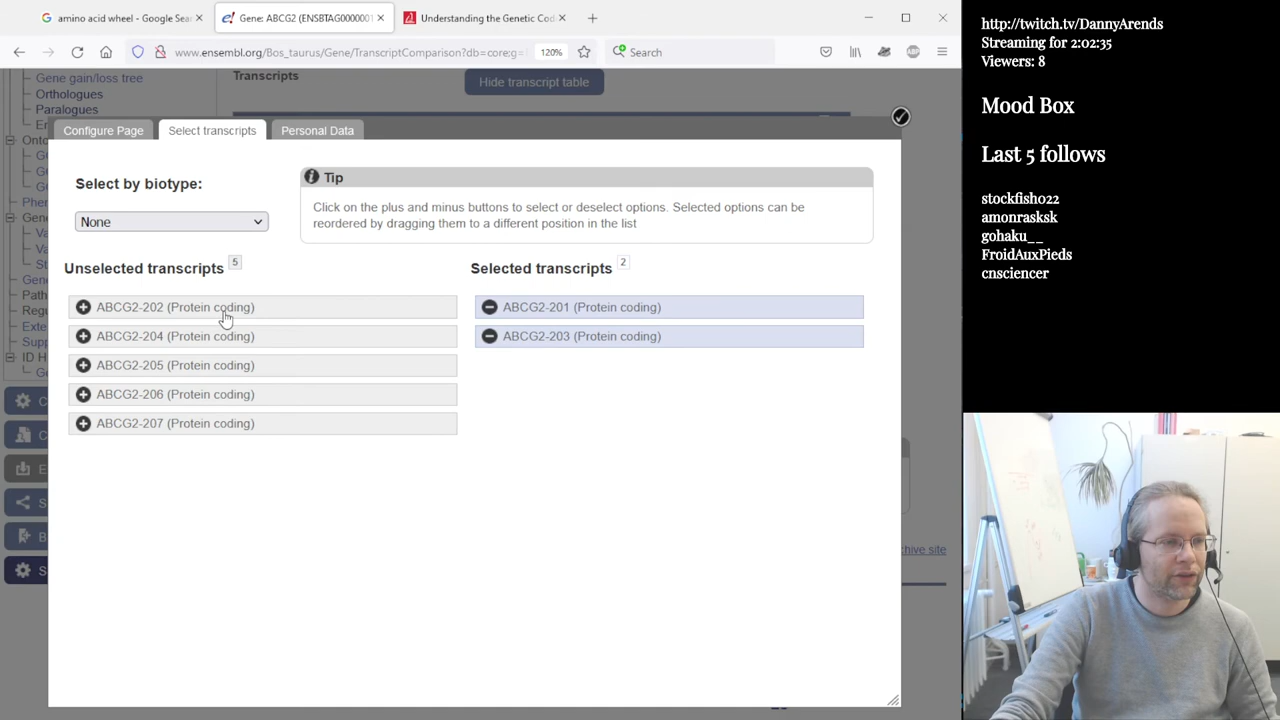 amino acid wheel - Google Sea
Gene: ABCG2 (ENSBTAG0000001
Understanding the Genetic Cod
www.ensembl.org/Bos_taurus/Gene/TranscriptComparison?db=core;g=
120%
Search
Gene gain/loss tree
Orthologues
Paralogues
Transcripts
Hide transcript table
Configure Page
Select transcripts
Personal Data
Select by biotype:
None
Tip
Click on the plus and minus buttons to select or deselect options. Selected options can be
reordered by dragging them to a different position in the list
Unselected transcripts 5
ABCG2-202 (Protein coding)
ABCG2-204 (Protein coding)
ABCG2-205 (Protein coding)
ABCG2-206 (Protein coding)
ABCG2-207 (Protein coding)
Selected transcripts 2
ABCG2-201 (Protein coding)
ABCG2-203 (Protein coding)
hive site
http://twitch.tv/DannyArends
Streaming for 2:02:35
Viewers: 8
Mood Box
Last 5 follows
stockfish022
amonrasksk
gohaku__
FroidAuxPieds
cnsciencer